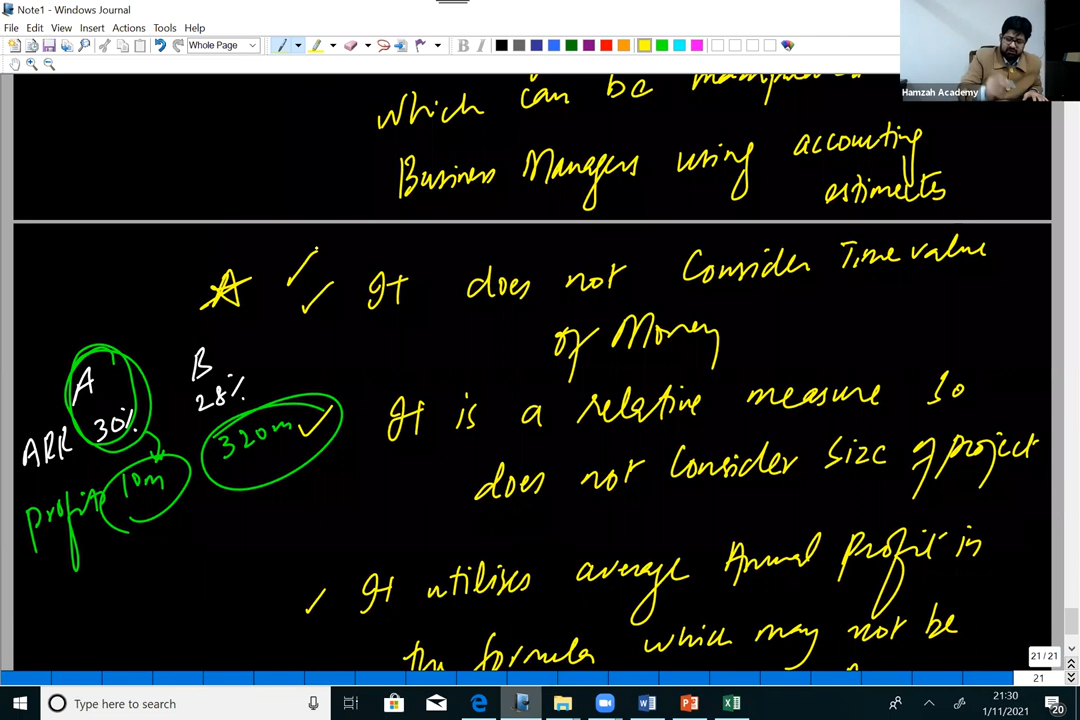 Note1 - Windows Journal
File Edit View Insert Actions Tools Help
Whole Page
B I
Hamzah Academy
which can be
Business Managers using accounting
estimates
A It does not Consider Time value
of Money
A
B
28%
ARR 30%
320m
It is a relative measure so
does not Consider Size of project
profits 10m
It utilises average Annual profit in
the formula which may not be
21 / 21
21
Type here to search
21:30
1/11/2021
20